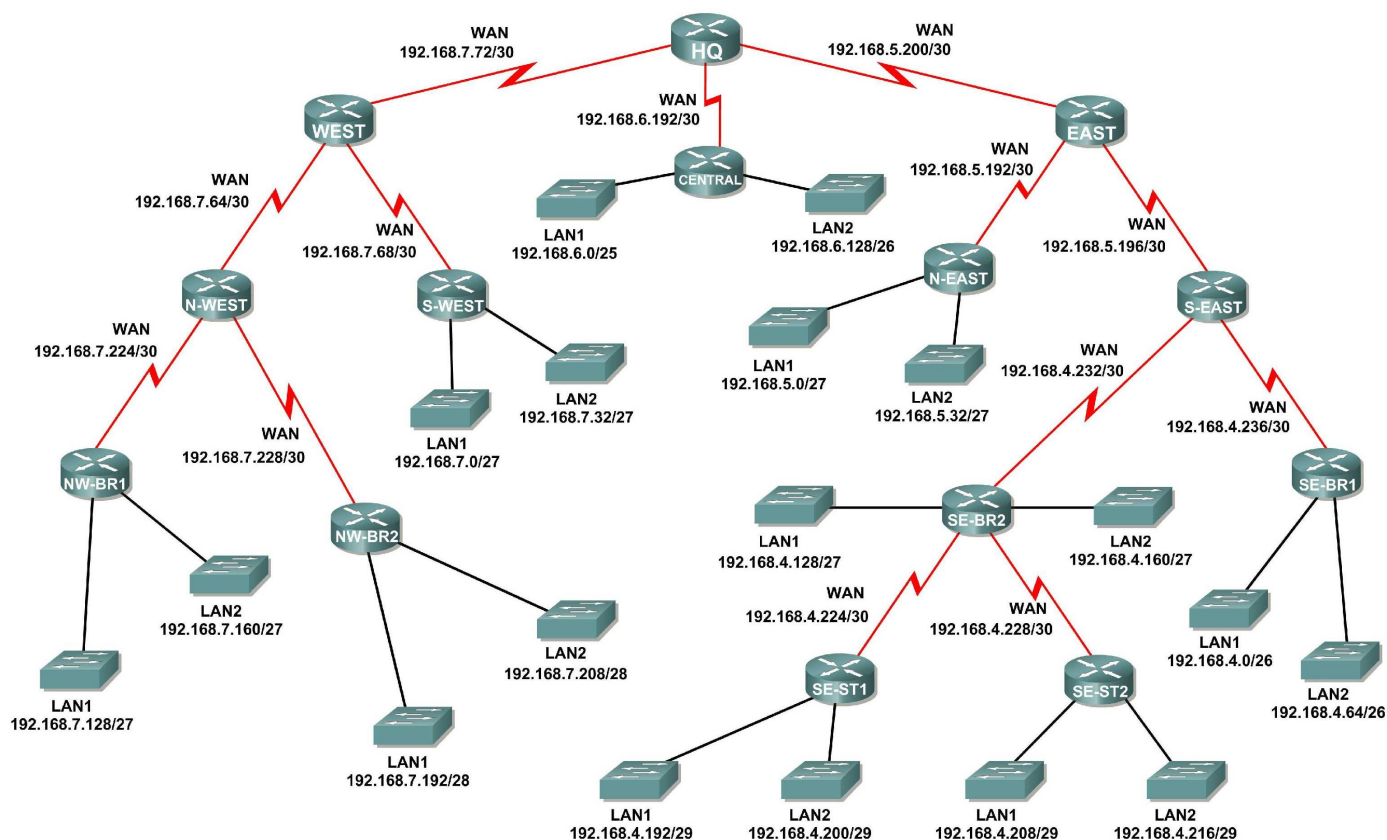 WAN
192.168.7.72/30
HQ
WAN
192.168.5.200/30
WAN
192.168.6.192/30
WEST
EAST
WAN
192.168.7.64/30
WAN
192.168.7.68/30
CENTRAL
LAN1
192.168.6.0/25
LAN2
192.168.6.128/26
WAN
192.168.5.192/30
WAN
192.168.5.196/30
N-WEST
S-WEST
N-EAST
S-EAST
WAN
192.168.7.224/30
WAN
192.168.7.228/30
LAN1
192.168.7.0/27
LAN2
192.168.7.32/27
LAN1
192.168.5.0/27
LAN2
192.168.5.32/27
WAN
192.168.4.232/30
WAN
192.168.4.236/30
NW-BR1
NW-BR2
SE-BR2
SE-BR1
LAN1
192.168.4.128/27
LAN2
192.168.4.160/27
LAN2
192.168.7.160/27
LAN1
192.168.7.128/27
LAN2
192.168.7.208/28
LAN1
192.168.7.192/28
WAN
192.168.4.224/30
WAN
192.168.4.228/30
LAN1
192.168.4.0/26
LAN2
192.168.4.64/26
SE-ST1
SE-ST2
LAN1
192.168.4.192/29
LAN2
192.168.4.200/29
LAN1
192.168.4.208/29
LAN2
192.168.4.216/29